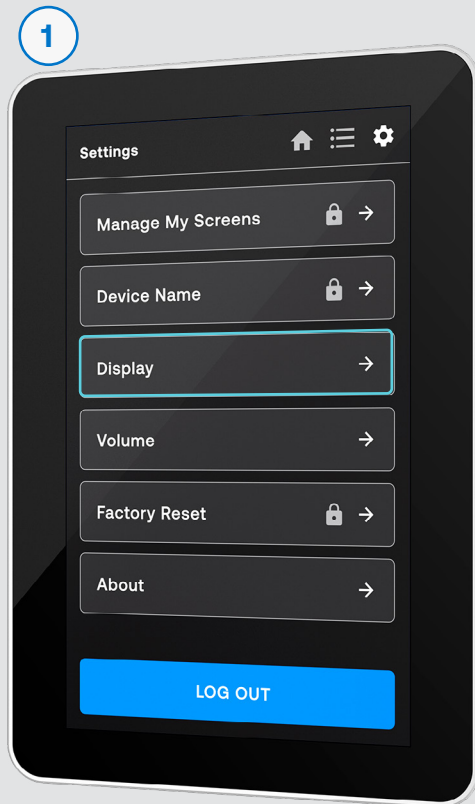 1
Settings
Manage My Screens
Device Name
Display
Volume
Factory Reset
About
LOG OUT